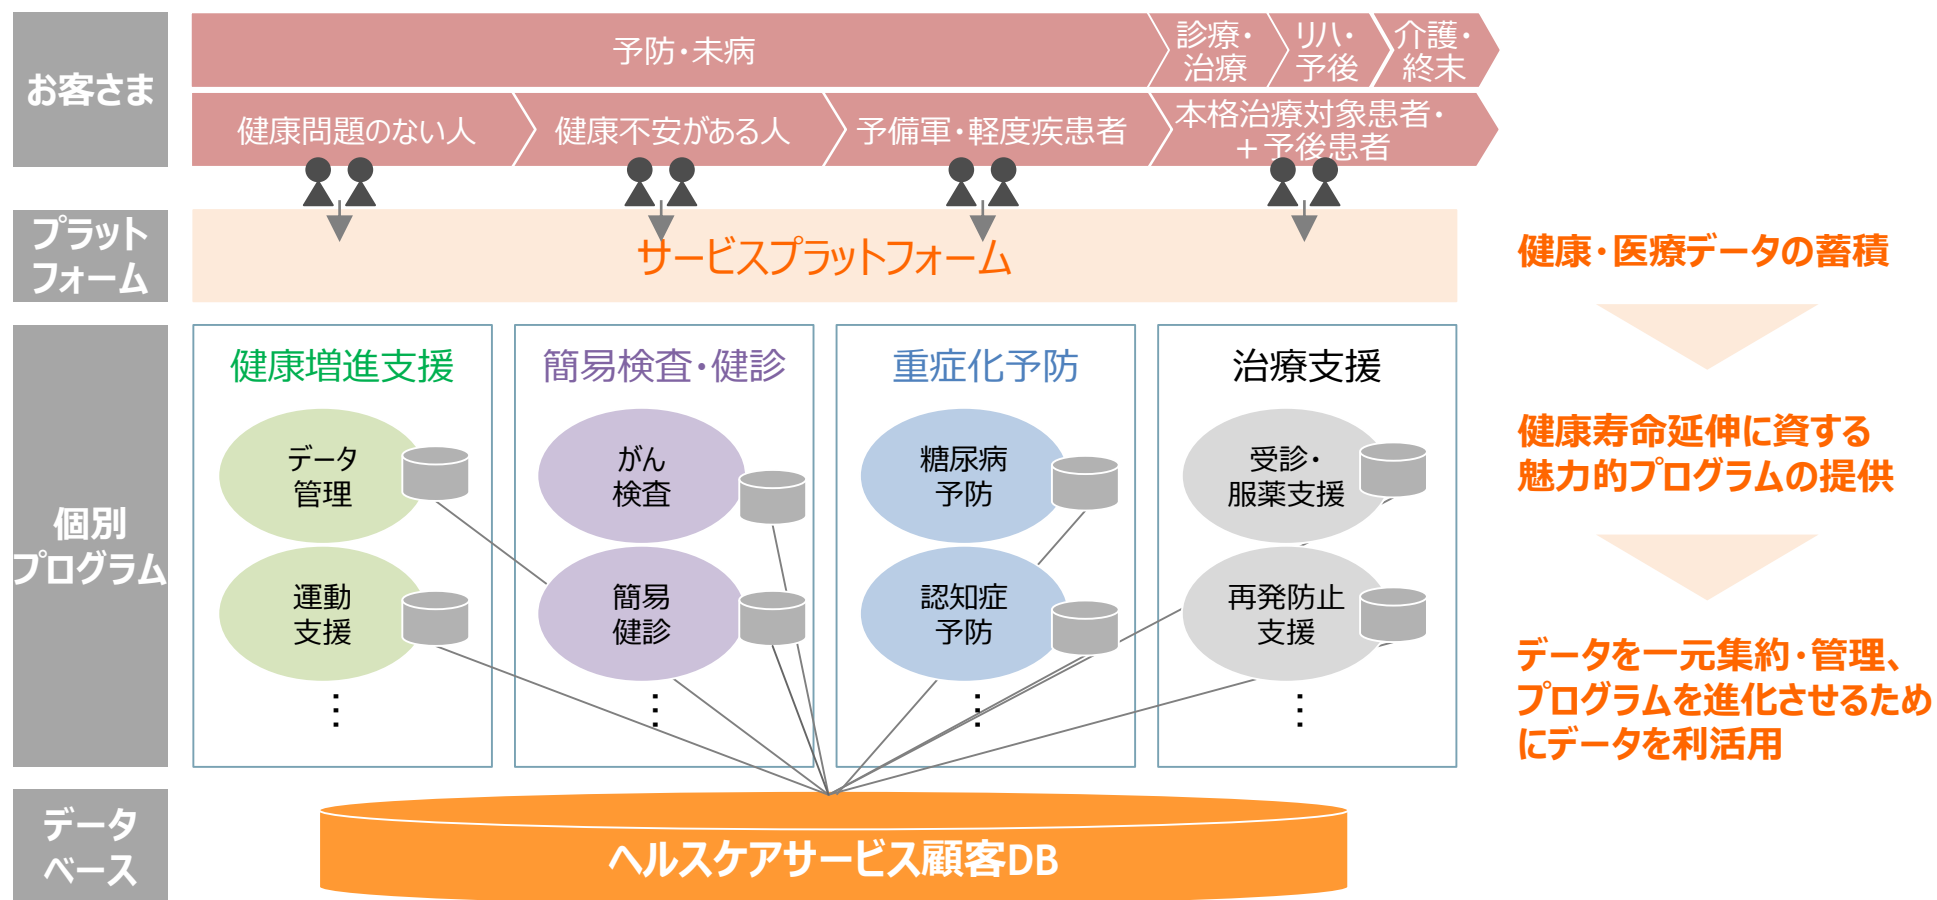 お客さま
予防・未病
診療・
治療
リハ・
予後
介護・
終末
健康問題のない人
健康不安がある人
予備軍・軽度疾患者
本格治療対象患者・
＋予後患者
プラット
フォーム
サービスプラットフォーム
健康・医療データの蓄積
個別
プログラム
健康増進支援
データ
管理
運動
支援
⋮
簡易検査・健診
がん
検査
簡易
健診
⋮
重症化予防
糖尿病
予防
認知症
予防
⋮
治療支援
受診・
服薬支援
再発防止
支援
⋮
健康寿命延伸に資する
魅力的プログラムの提供
データを一元集約・管理、
プログラムを進化させるため
にデータを利活用
データ
ベース
ヘルスケアサービス顧客DB